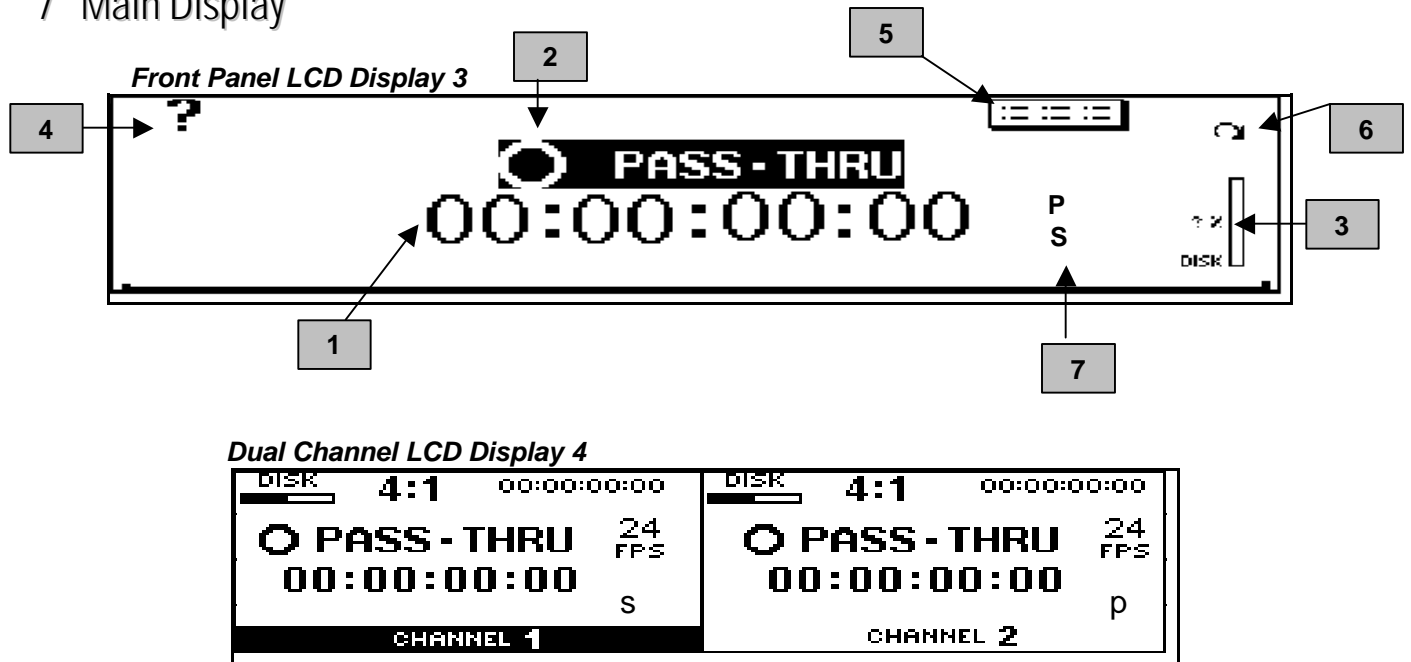 7 Main Display
5
2
Front Panel LCD Display 3
4
?
6
PASS-THRU
00:00:00:00
P
S
? %
3
DISK
1
7
Dual Channel LCD Display 4
DISK 4:1 00:00:00:00
PASS-THRU 24 FPS
00:00:00:00
s
CHANNEL 1
DISK 4:1 00:00:00:00
PASS-THRU 24 FPS
00:00:00:00
p
CHANNEL 2